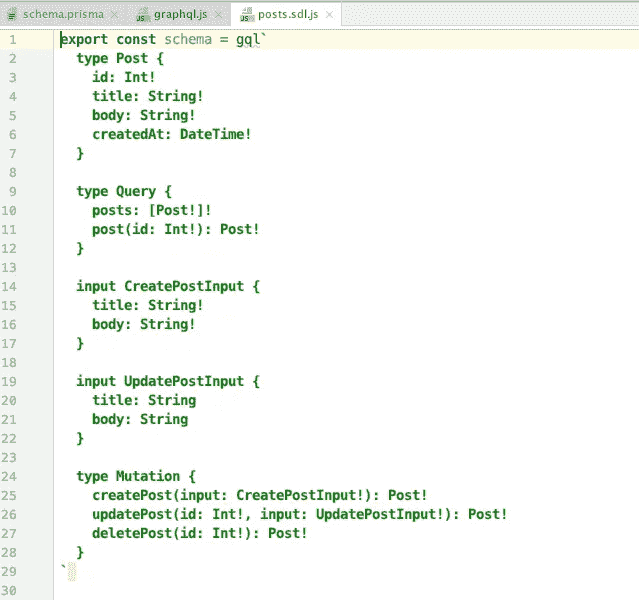 schema.prisma graphql.js posts.sdl.js
1 export const schema = gql`
2   type Post {
3     id: Int!
4     title: String!
5     body: String!
6     createdAt: DateTime!
7   }
8
9   type Query {
10     posts: [Post!]!
11     post(id: Int!): Post!
12   }
13
14   input CreatePostInput {
15     title: String!
16     body: String!
17   }
18
19   input UpdatePostInput {
20     title: String
21     body: String
22   }
23
24   type Mutation {
25     createPost(input: CreatePostInput!): Post!
26     updatePost(id: Int!, input: UpdatePostInput!): Post!
27     deletePost(id: Int!): Post!
28   }
29 `
30